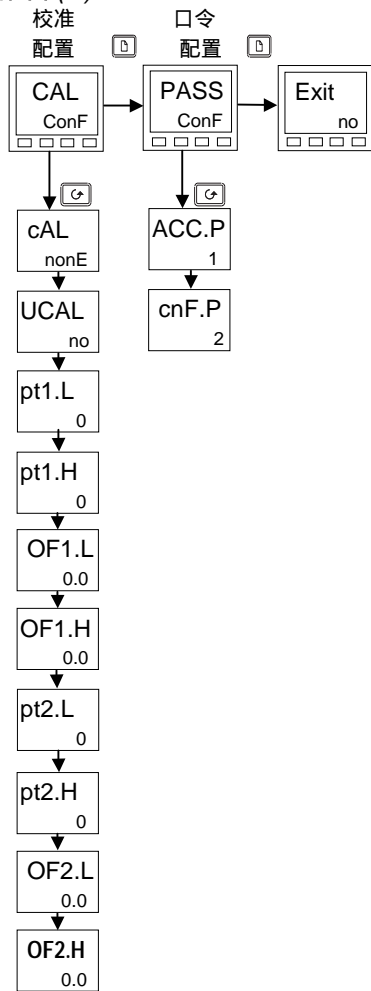 校准 口令
配置 配置
CAL PASS Exit
ConF ConF no
cAL ACC.P
nonE 1
UCAL cnF.P
no 2
pt1.L
0
pt1.H
0
OF1.L
0.0
OF1.H
0.0
pt2.L
0
pt2.H
0
OF2.L
0.0
OF2.H
0.0